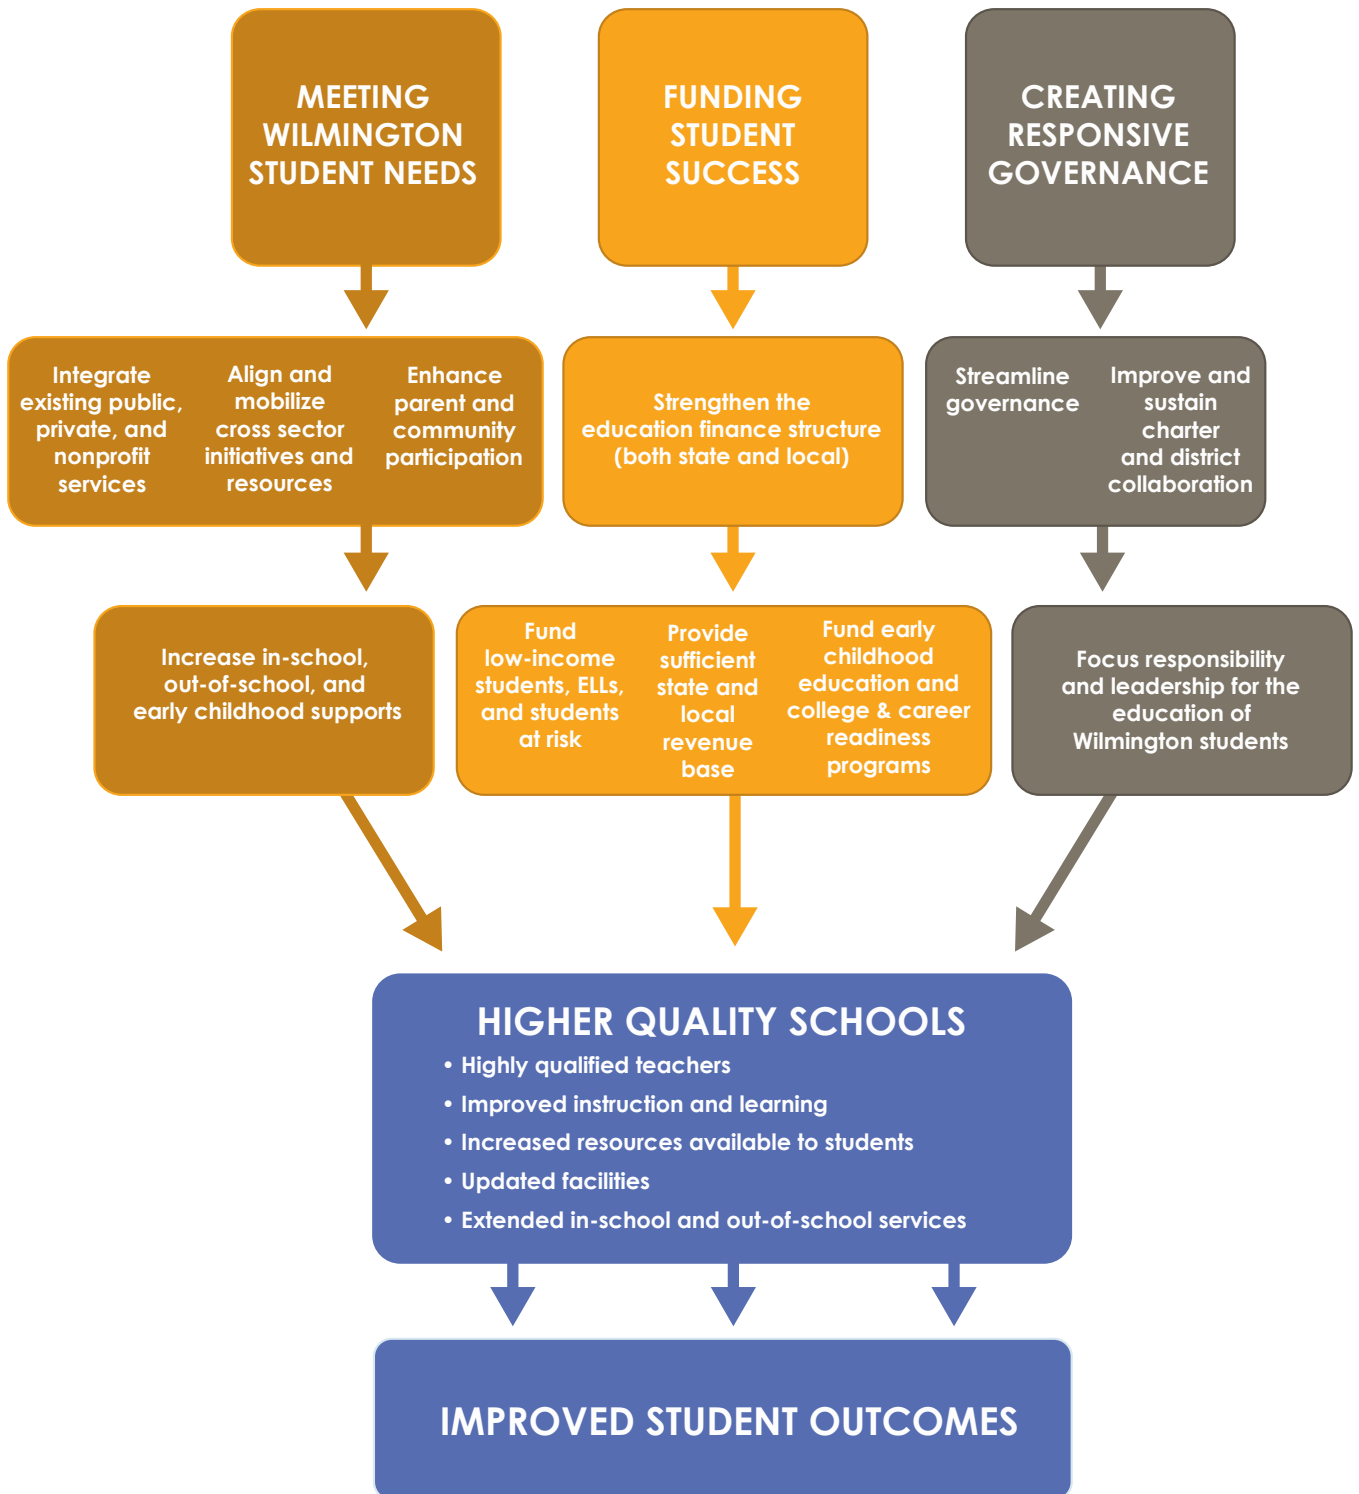 MEETING
WILMINGTON
STUDENT NEEDS
FUNDING
STUDENT
SUCCESS
CREATING
RESPONSIVE
GOVERNANCE
Integrate
existing public,
private, and
nonprofit
services
Align and
mobilize
cross sector
initiatives and
resources
Enhance
parent and
community
participation
Strengthen the
education finance structure
(both state and local)
Streamline
governance
Improve and
sustain
charter
and district
collaboration
Increase in-school,
out-of-school, and
early childhood supports
Fund
low-income
students, ELLs,
and students
at risk
Provide
sufficient
state and
local
revenue
base
Fund early
childhood
education and
college & career
readiness
programs
Focus responsibility
and leadership for the
education of
Wilmington students
HIGHER QUALITY SCHOOLS
• Highly qualified teachers
• Improved instruction and learning
• Increased resources available to students
• Updated facilities
• Extended in-school and out-of-school services
IMPROVED STUDENT OUTCOMES